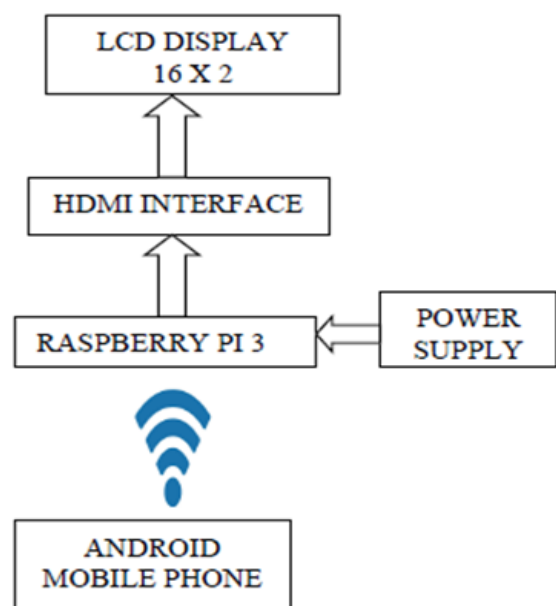 LCD DISPLAY
16 X 2
HDMI INTERFACE
RASPBERRY PI 3
POWER
SUPPLY
ANDROID
MOBILE PHONE